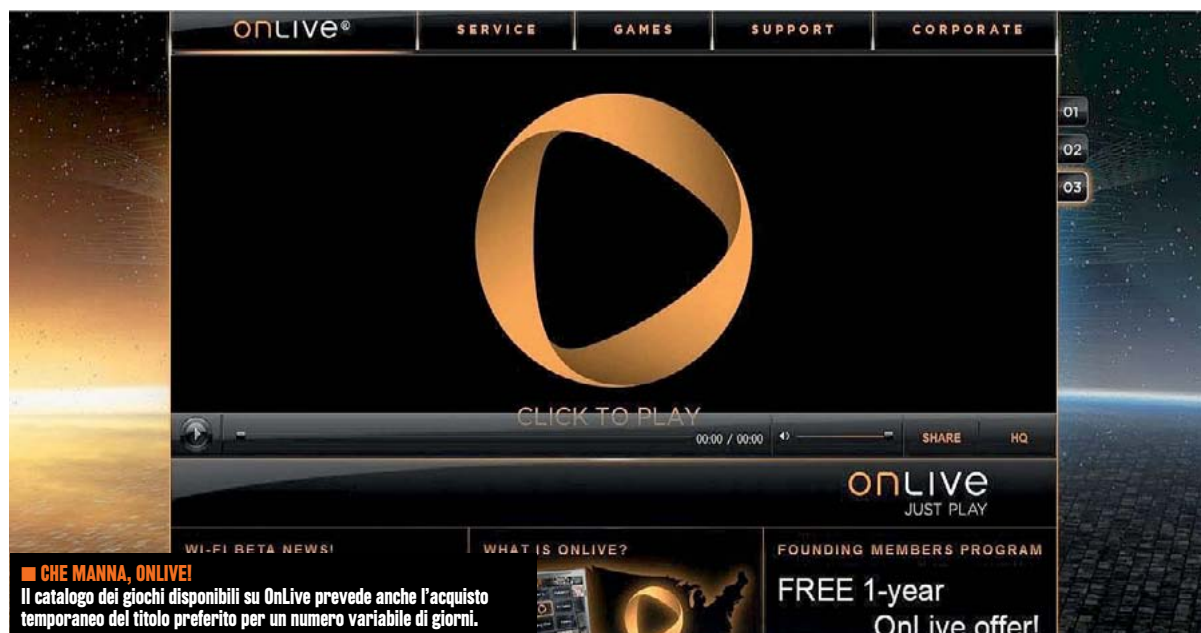 onLIVE®
SERVICE
GAMES
SUPPORT
CORPORATE
01
02
03
CLICK TO PLAY
00:00 / 00:00
SHARE
HQ
onLIVE
JUST PLAY
WI-FI BETA NEWS!
WHAT IS ONLIVE?
FOUNDING MEMBERS PROGRAM
FREE 1-year
OnLive offer!
CHE MANNA, ONLIVE!
Il catalogo dei giochi disponibili su OnLive prevede anche l'acquisto
temporaneo del titolo preferito per un numero variabile di giorni.